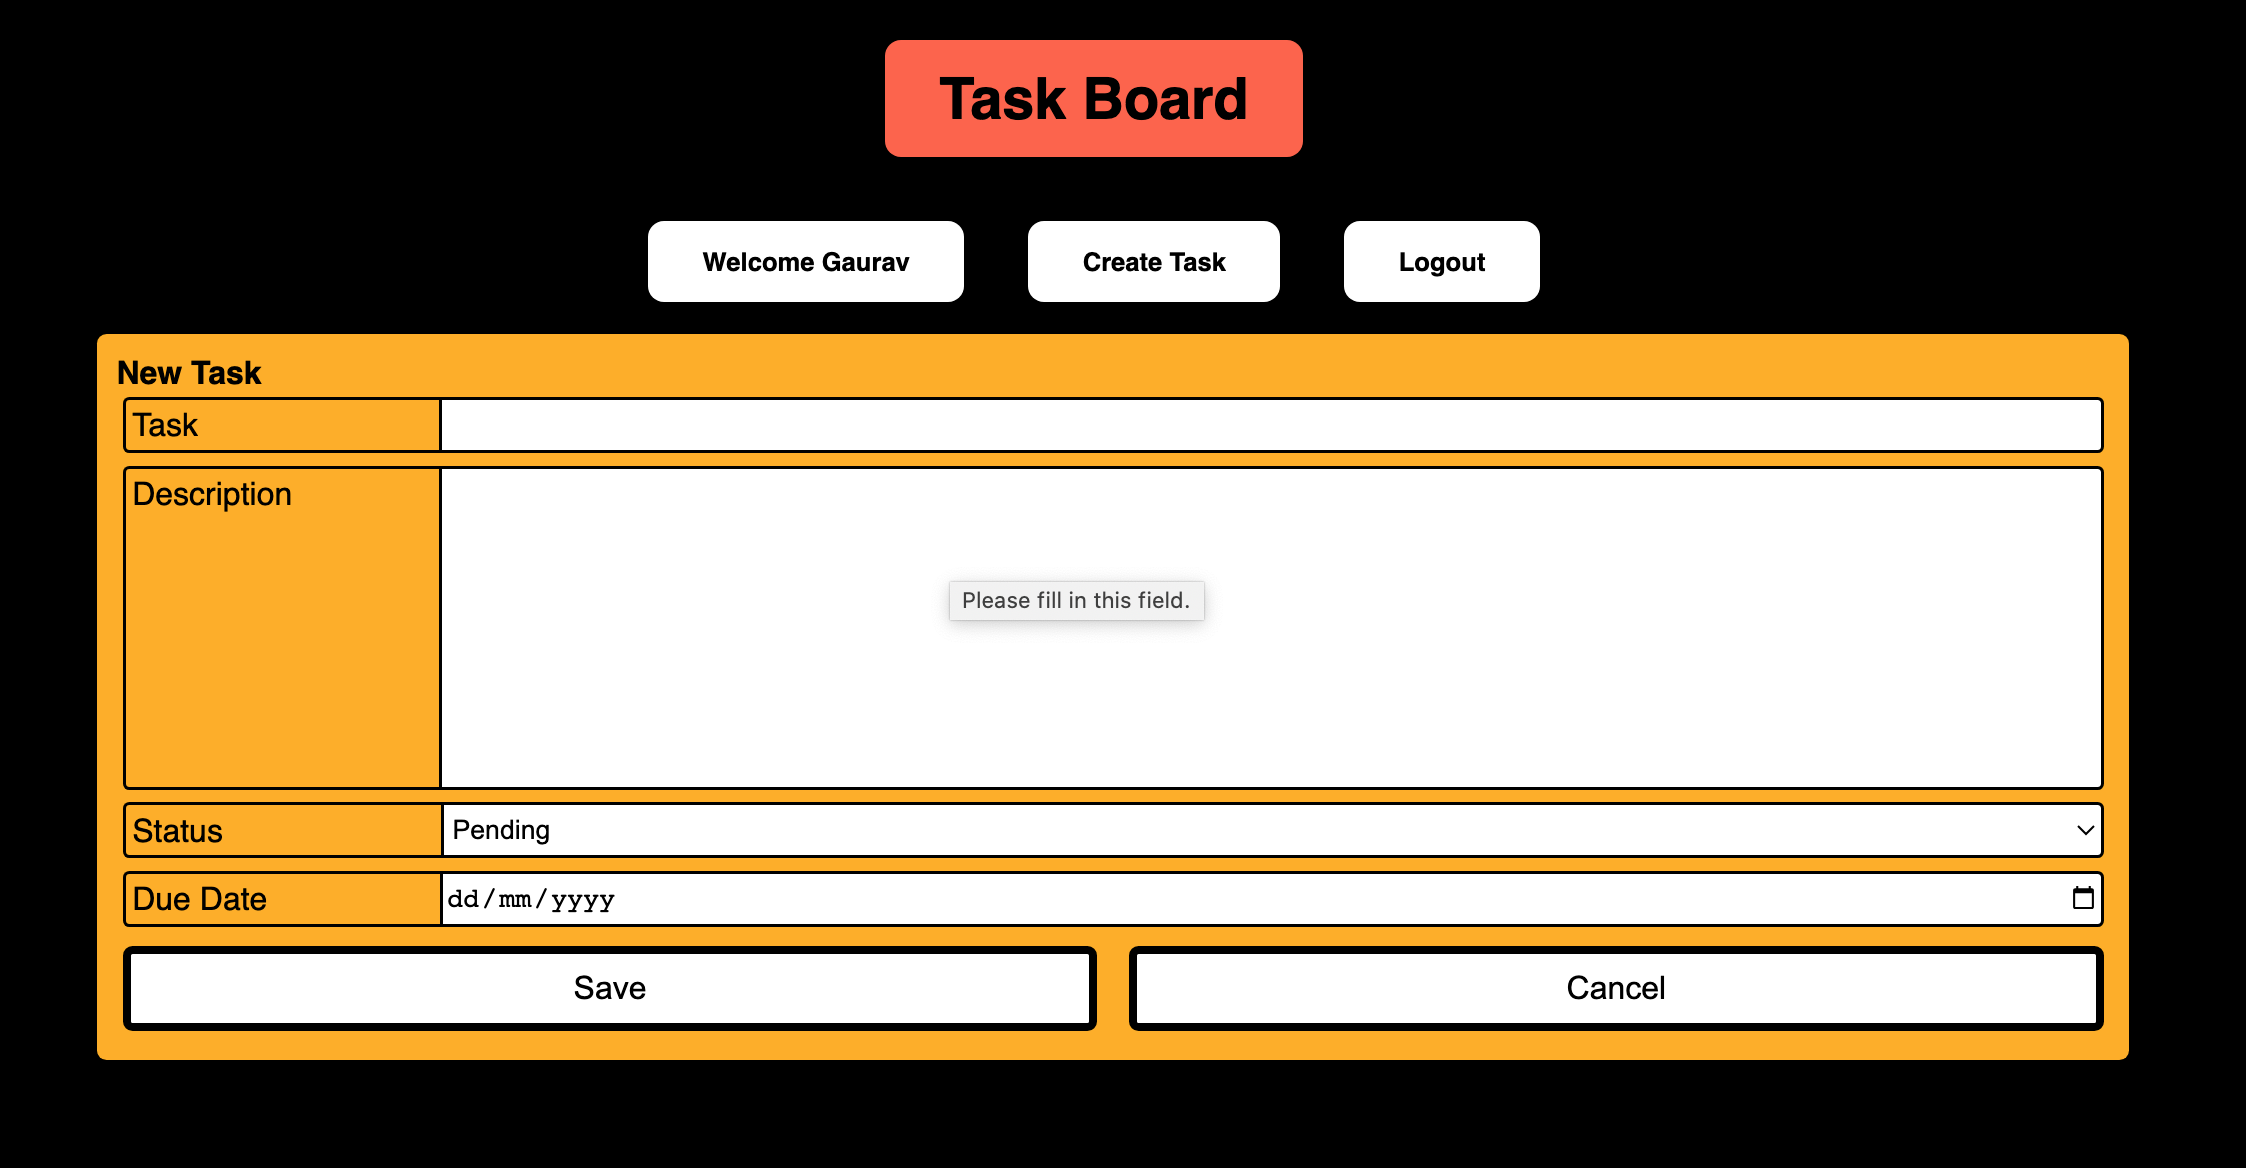 Task Board
Welcome Gaurav
Create Task
Logout
New Task
Task
Description
Please fill in this field.
Status
Pending
Due Date
dd/mm/yyyy
Save
Cancel